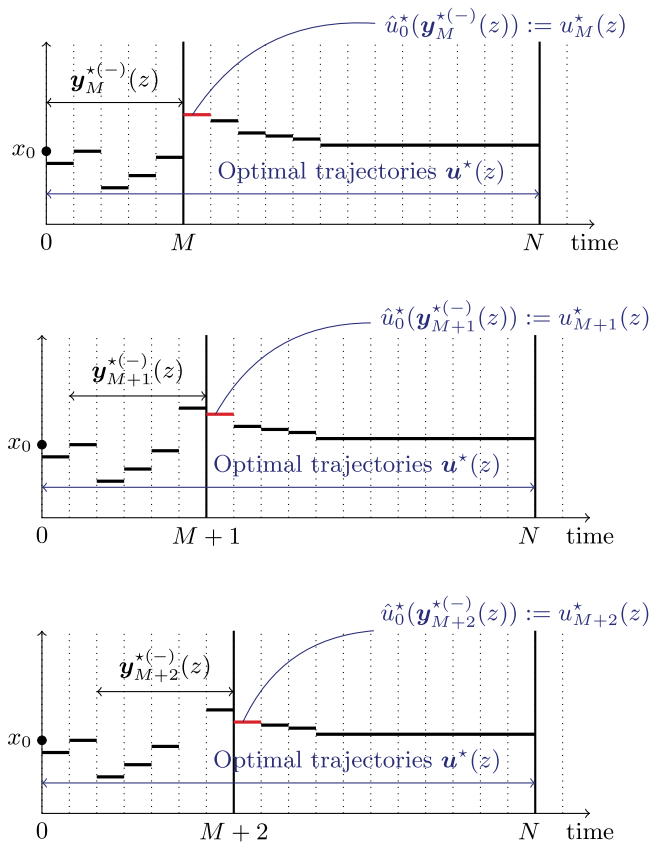 û₀⋆(𝒚_M^{⋆(−)}(z)) := u_M^⋆(z)
𝒚_M^{⋆(−)}(z)
x₀
Optimal trajectories 𝒖⋆(z)
0 M N time
û₀⋆(𝒚_{M+1}^{⋆(−)}(z)) := u_{M+1}^⋆(z)
𝒚_{M+1}^{⋆(−)}(z)
x₀
Optimal trajectories 𝒖⋆(z)
0 M + 1 N time
û₀⋆(𝒚_{M+2}^{⋆(−)}(z)) := u_{M+2}^⋆(z)
𝒚_{M+2}^{⋆(−)}(z)
x₀
Optimal trajectories 𝒖⋆(z)
0 M + 2 N time